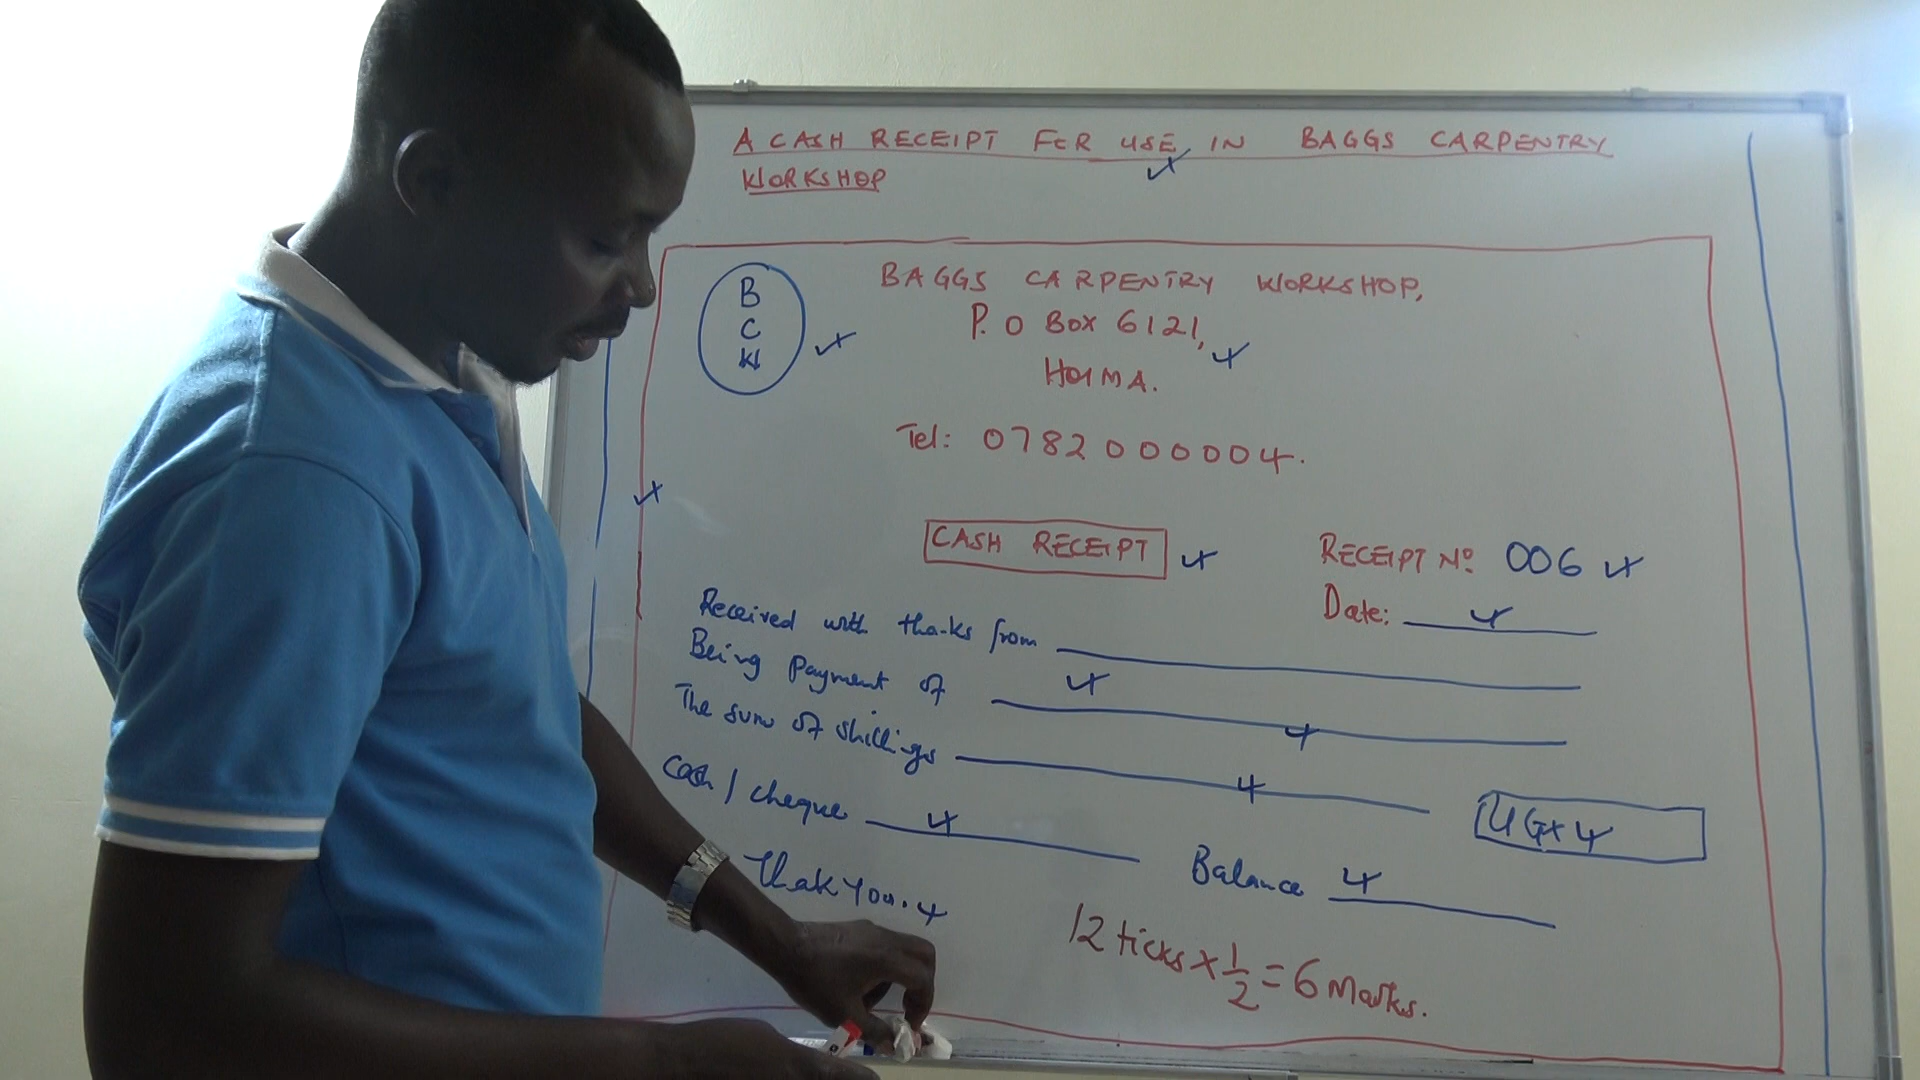 A CASH RECEIPT FOR USE IN BAGGS CARPENTRY
WORKSHOP
B
C
W
BAGGS CARPENTRY WORKSHOP,
P. O BOX 6121,
HOIMA.
Tel: 0782000004.
CASH RECEIPT
RECEIPT No: 006
Date:
Received with thanks from
Being payment of
The sum of shillings
Cash / cheque
UGX
Balance
Thak you.
12 ticks x 1/2 = 6 Marks.